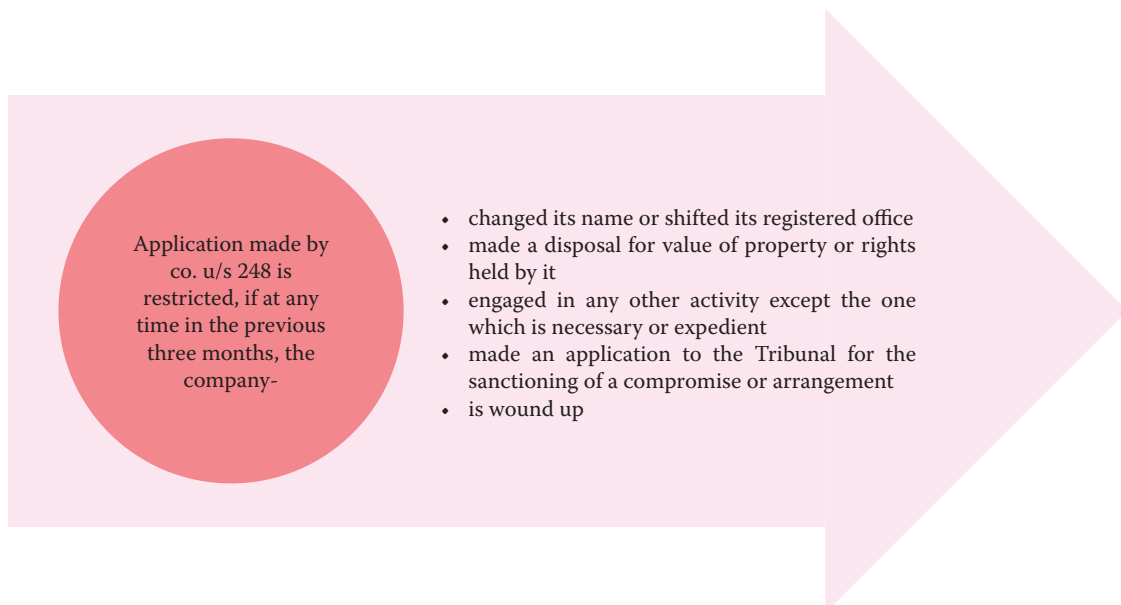 Application made by
co. u/s 248 is
restricted, if at any
time in the previous
three months, the
company-
• changed its name or shifted its registered office
• made a disposal for value of property or rights
held by it
• engaged in any other activity except the one
which is necessary or expedient
• made an application to the Tribunal for the
sanctioning of a compromise or arrangement
• is wound up